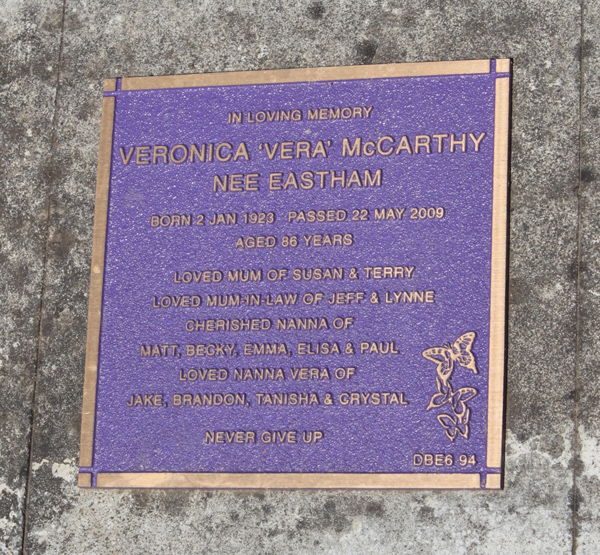 IN LOVING MEMORY
VERONICA 'VERA' McCARTHY
NEE EASTHAM
BORN 2 JAN 1923 PASSED 22 MAY 2009
AGED 86 YEARS
LOVED MUM OF SUSAN & TERRY
LOVED MUM-IN-LAW OF JEFF & LYNNE
CHERISHED NANNA OF
MATT, BECKY, EMMA, ELISA & PAUL
LOVED NANNA VERA OF
JAKE, BRANDON, TANISHA & CRYSTAL
NEVER GIVE UP
DBE6 94